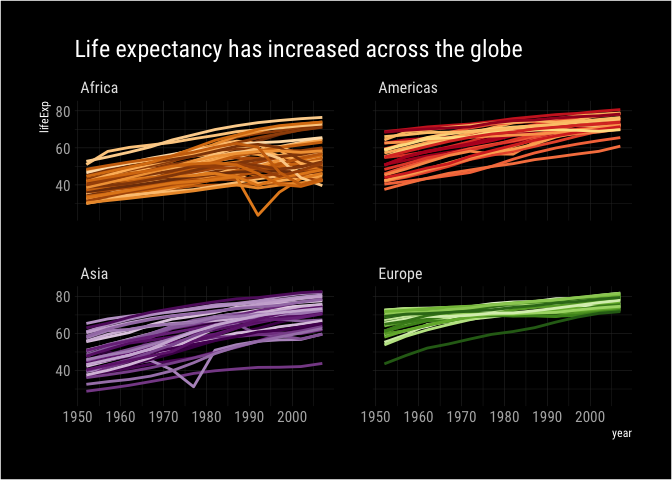 Life expectancy has increased across the globe
Africa
Americas
lifeExp
80
60
40
Asia
Europe
80
60
40
1950 1960 1970 1980 1990 2000
1950 1960 1970 1980 1990 2000
year